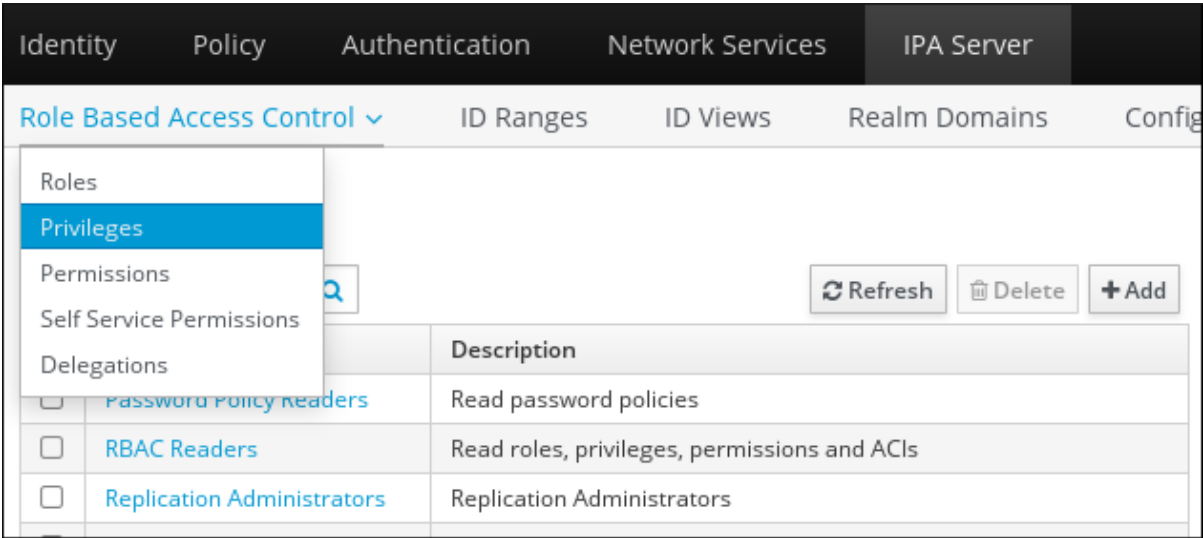 Identity Policy Authentication Network Services IPA Server
Role Based Access Control ID Ranges ID Views Realm Domains Config
Roles
Privileges
Permissions
Self Service Permissions
Delegations
Refresh Delete Add
Description
Password Policy Readers Read password policies
RBAC Readers Read roles, privileges, permissions and ACIs
Replication Administrators Replication Administrators